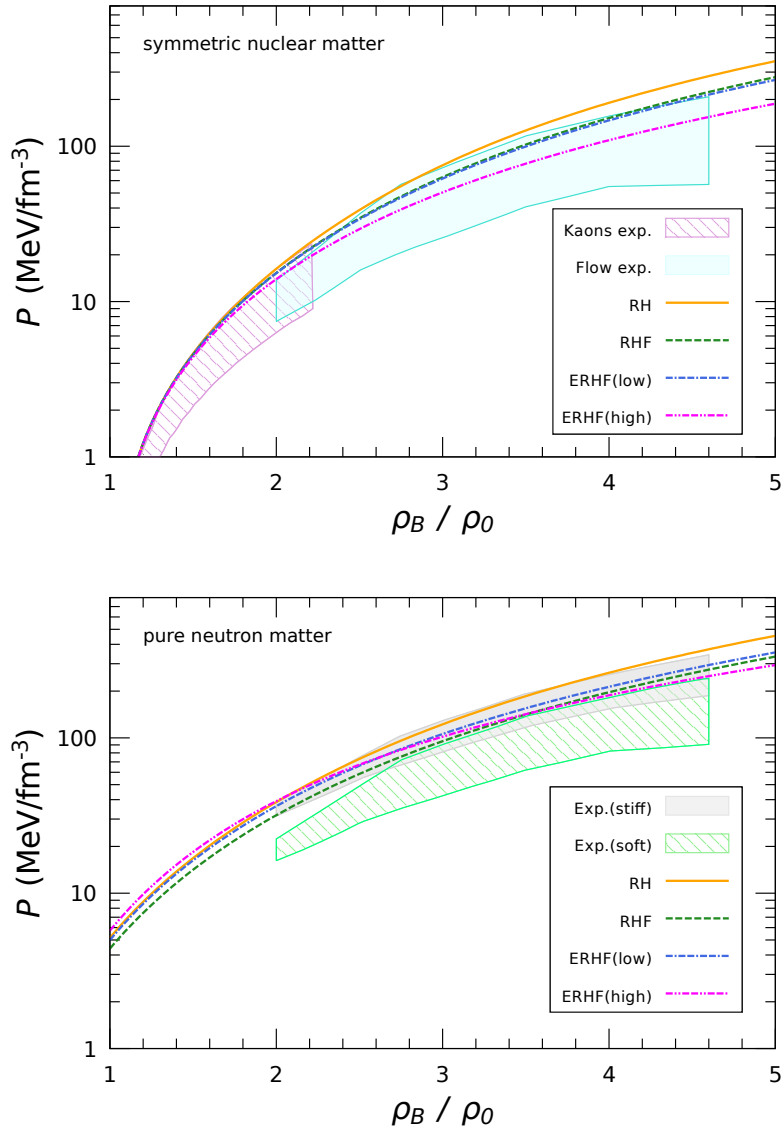 symmetric nuclear matter
100
10
1
P (MeV/fm-3)
Kaons exp.
Flow exp.
RH
RHF
ERHF(low)
ERHF(high)
1 2 3 4 5
ρB / ρ0
pure neutron matter
100
10
1
P (MeV/fm-3)
Exp.(stiff)
Exp.(soft)
RH
RHF
ERHF(low)
ERHF(high)
1 2 3 4 5
ρB / ρ0